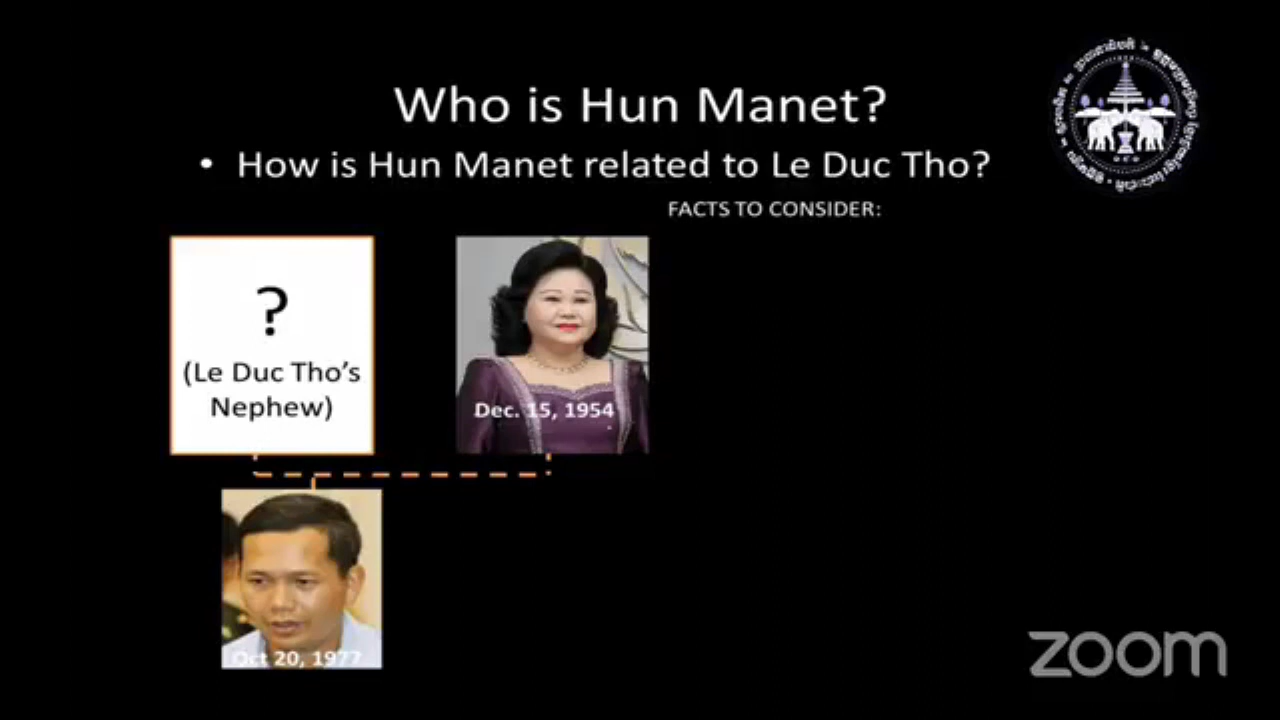 Who is Hun Manet?
• How is Hun Manet related to Le Duc Tho?
FACTS TO CONSIDER:
?
(Le Duc Tho's
Nephew)
Dec. 15, 1954
Oct 20, 1977
zoom